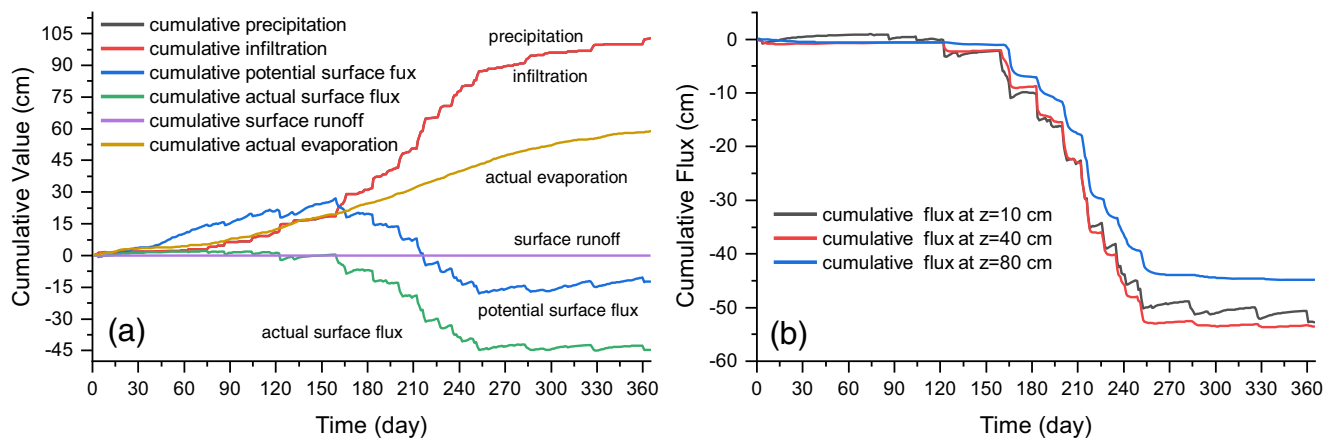 cumulative precipitation
cumulative infiltration
cumulative potential surface fux
cumulative actual surface flux
cumulative surface runoff
cumulative actual evaporation
precipitation
infiltration
actual evaporation
surface runoff
potential surface flux
actual surface flux
(a)
Cumulative Value (cm)
105
90
75
60
45
30
15
0
-15
-30
-45
0 30 60 90 120 150 180 210 240 270 300 330 360
Time (day)
cumulative flux at z=10 cm
cumulative flux at z=40 cm
cumulative flux at z=80 cm
(b)
Cumulative Flux (cm)
0
-10
-20
-30
-40
-50
-60
0 30 60 90 120 150 180 210 240 270 300 330 360
Time (day)